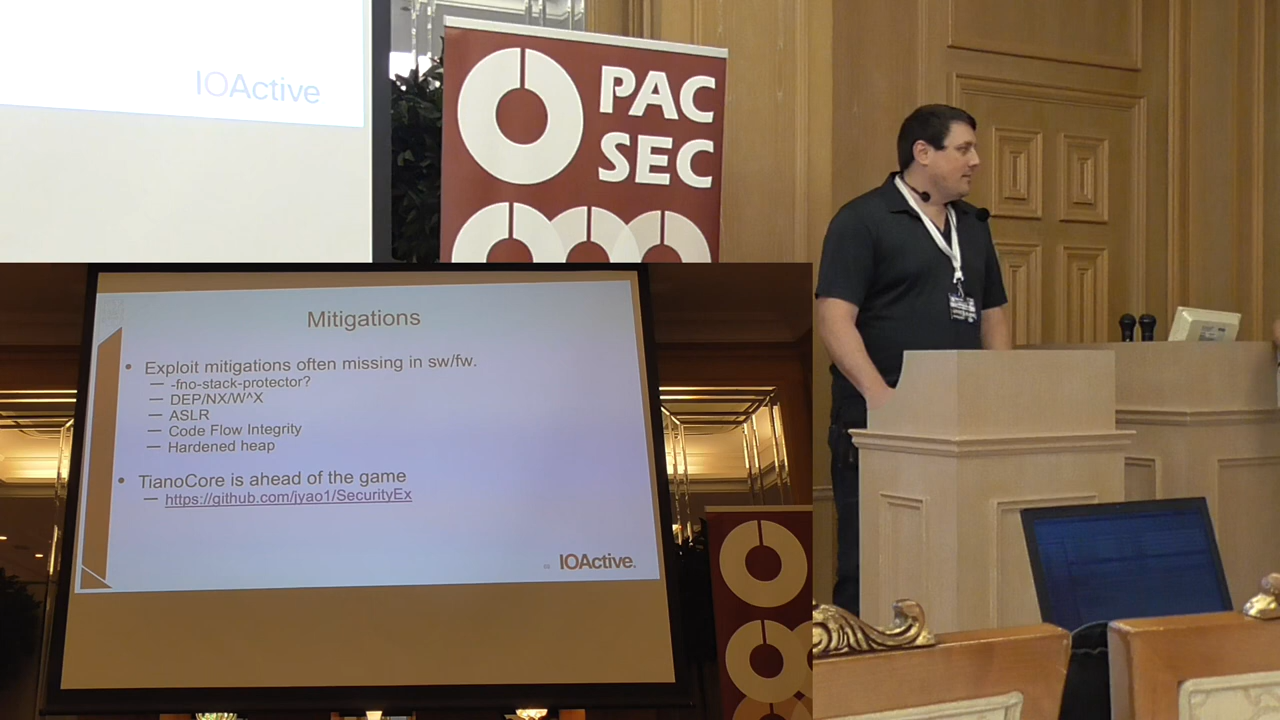 IOActive
PAC
SEC
Mitigations
• Exploit mitigations often missing in sw/fw.
— -fno-stack-protector?
— DEP/NX/W^X
— ASLR
— Code Flow Integrity
— Hardened heap
• TianoCore is ahead of the game
— https://github.com/jyao1/SecurityEx
IOActive.